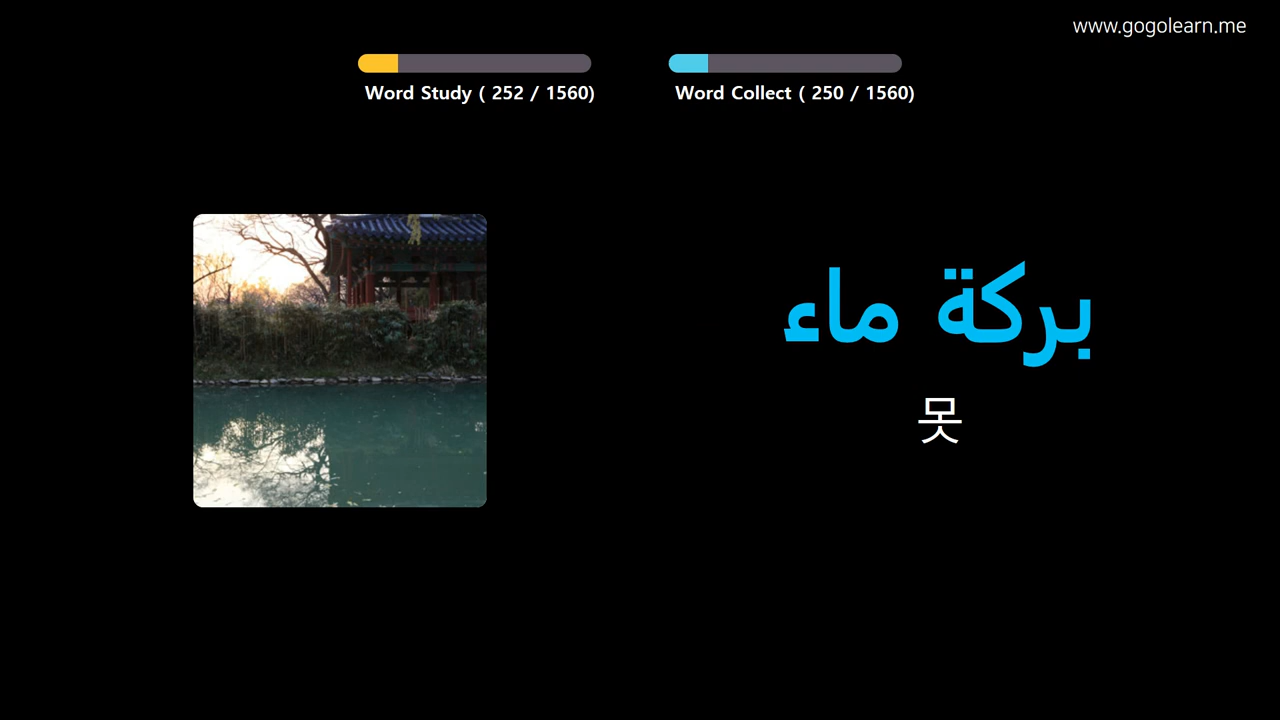 www.gogolearn.me
Word Study ( 252 / 1560)
Word Collect ( 250 / 1560)
بركة ماء
못